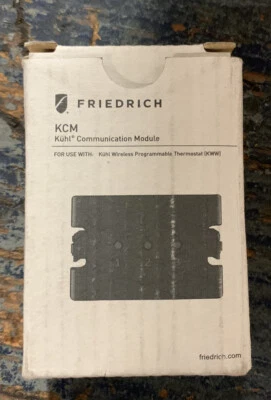 FRIEDRICH
KCM
Kühl® Communication Module
FOR USE WITH: Kühl Wireless Programmable Thermostat (KWW)
friedrich.com